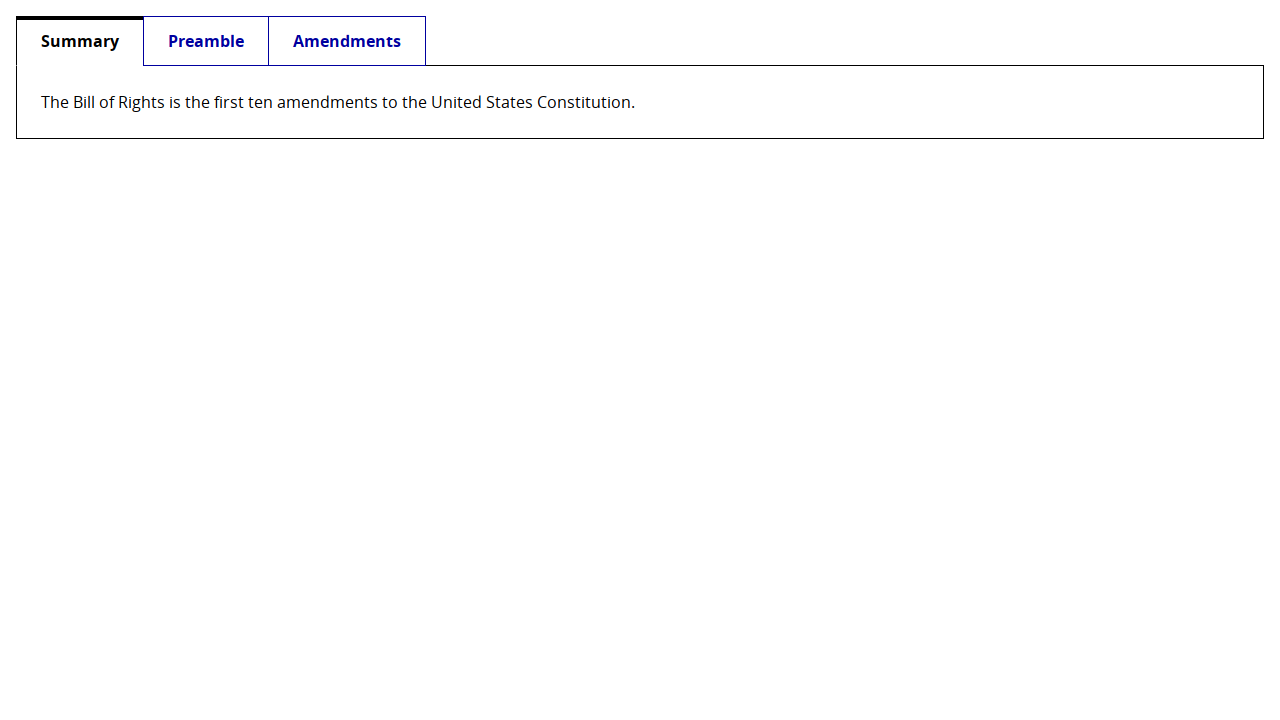 Summary Preamble Amendments
The Bill of Rights is the first ten amendments to the United States Constitution.